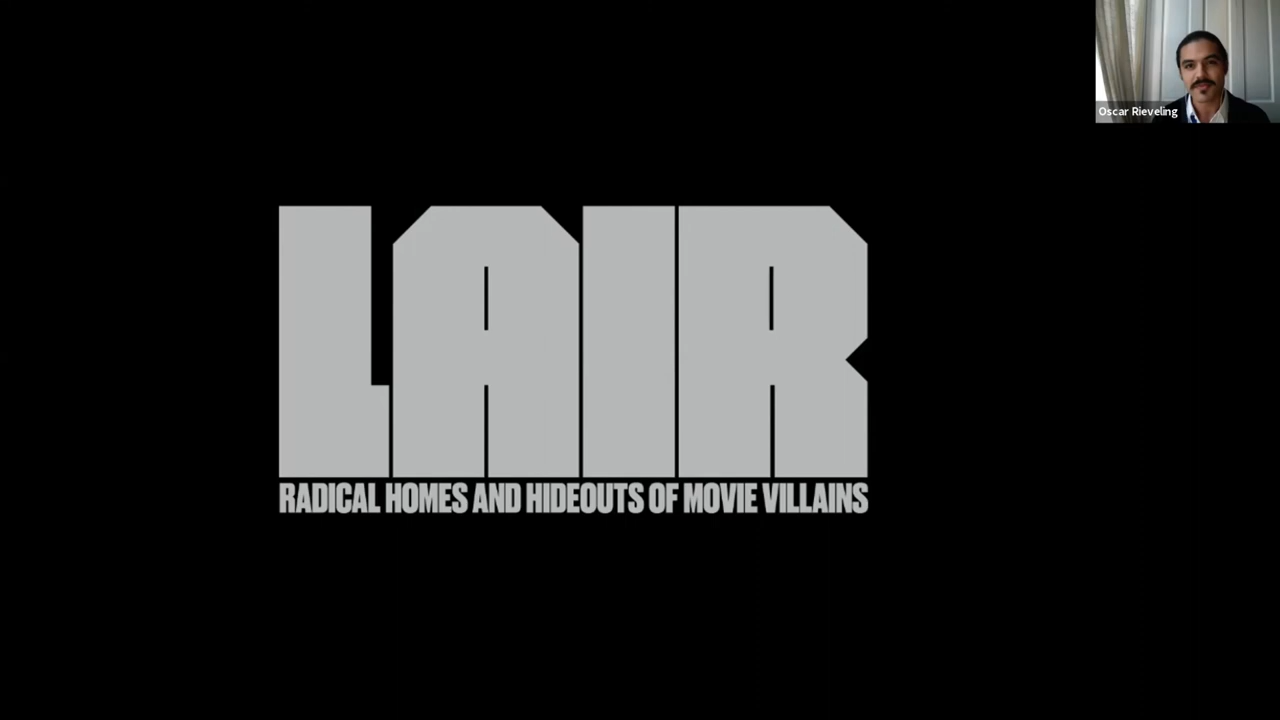 Oscar Rieveling
LAIR
RADICAL HOMES AND HIDEOUTS OF MOVIE VILLAINS